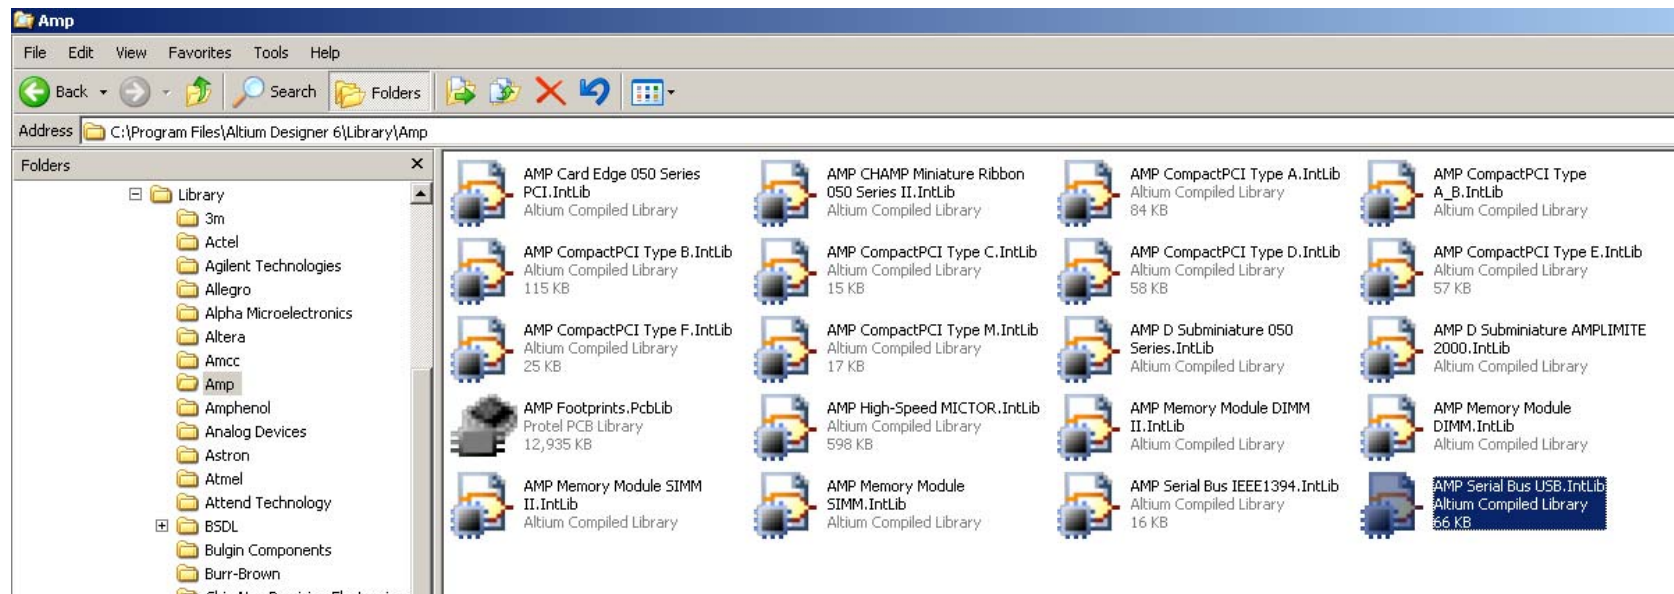 Amp
File Edit View Favorites Tools Help
Back Search Folders
Address C:\Program Files\Altium Designer 6\Library\Amp
Folders
Library
3m
Actel
Agilent Technologies
Allegro
Alpha Microelectronics
Altera
Amcc
Amp
Amphenol
Analog Devices
Astron
Atmel
Attend Technology
BSDL
Bulgin Components
Burr-Brown
AMP Card Edge 050 Series
PCI.IntLib
Altium Compiled Library
AMP CHAMP Miniature Ribbon
050 Series II.IntLib
Altium Compiled Library
AMP CompactPCI Type A.IntLib
Altium Compiled Library
84 KB
AMP CompactPCI Type
A_B.IntLib
Altium Compiled Library
AMP CompactPCI Type B.IntLib
Altium Compiled Library
115 KB
AMP CompactPCI Type C.IntLib
Altium Compiled Library
15 KB
AMP CompactPCI Type D.IntLib
Altium Compiled Library
58 KB
AMP CompactPCI Type E.IntLib
Altium Compiled Library
57 KB
AMP CompactPCI Type F.IntLib
Altium Compiled Library
25 KB
AMP CompactPCI Type M.IntLib
Altium Compiled Library
17 KB
AMP D Subminiature 050
Series.IntLib
Altium Compiled Library
AMP D Subminiature AMPLIMITE
2000.IntLib
Altium Compiled Library
AMP Footprints.PcbLib
Protel PCB Library
12,935 KB
AMP High-Speed MICTOR.IntLib
Altium Compiled Library
598 KB
AMP Memory Module DIMM
II.IntLib
Altium Compiled Library
AMP Memory Module
DIMM.IntLib
Altium Compiled Library
AMP Memory Module SIMM
II.IntLib
Altium Compiled Library
AMP Memory Module
SIMM.IntLib
Altium Compiled Library
AMP Serial Bus IEEE1394.IntLib
Altium Compiled Library
16 KB
AMP Serial Bus USB.IntLib
Altium Compiled Library
66 KB